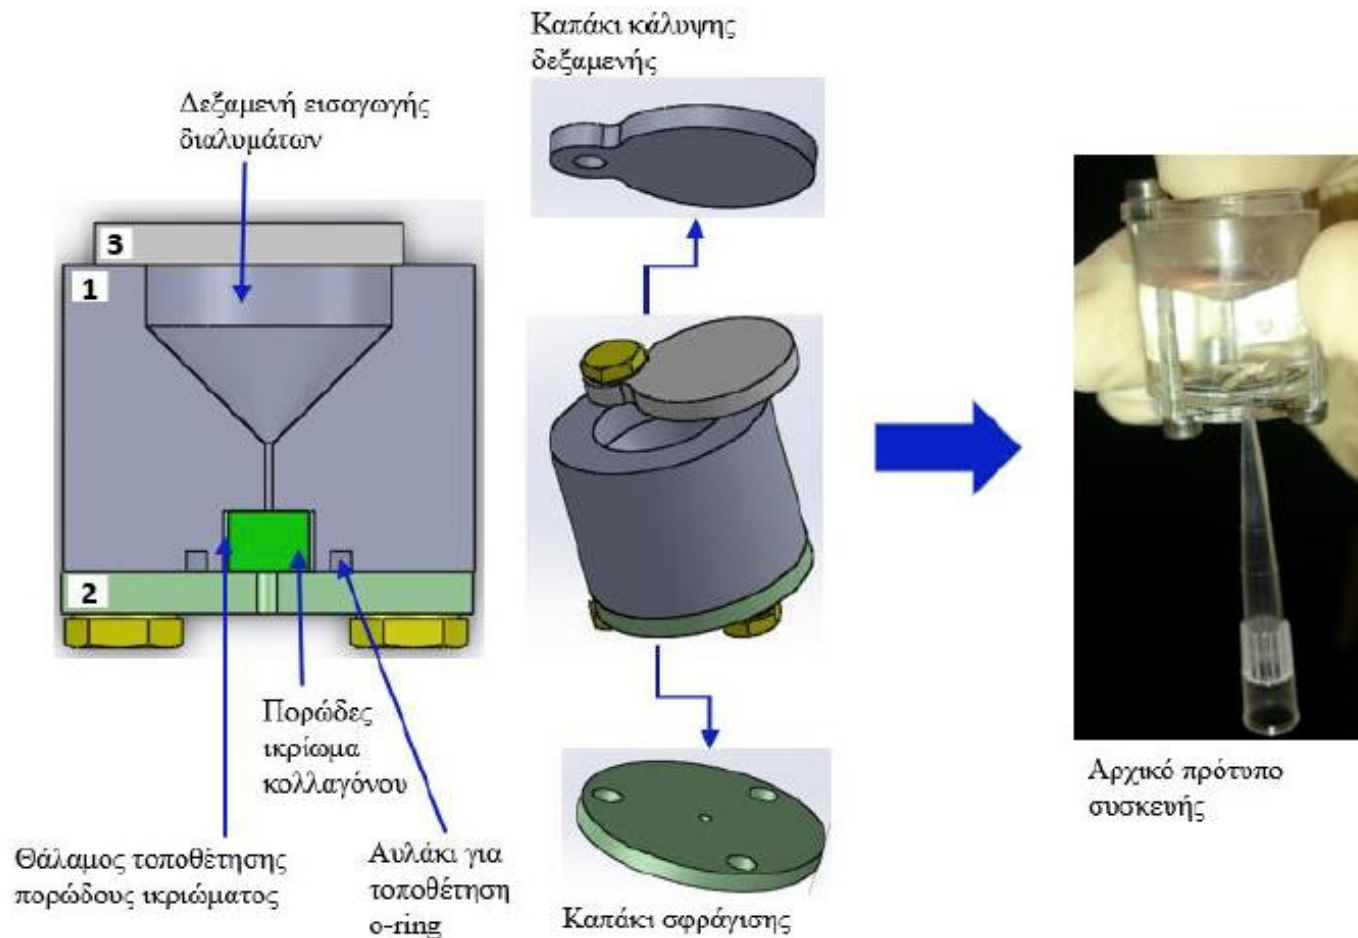 Καπάκι κάλυψης
δεξαμενής
Δεξαμενή εισαγωγής
διαλυμάτων
3
1
2
Πορώδες
ικρίωμα
κολλαγόνου
Θάλαμος τοποθέτησης
πορώδους ικριώματος
Αυλάκι για
τοποθέτηση
o-ring
Καπάκι σφράγισης
Αρχικό πρότυπο
συσκευής